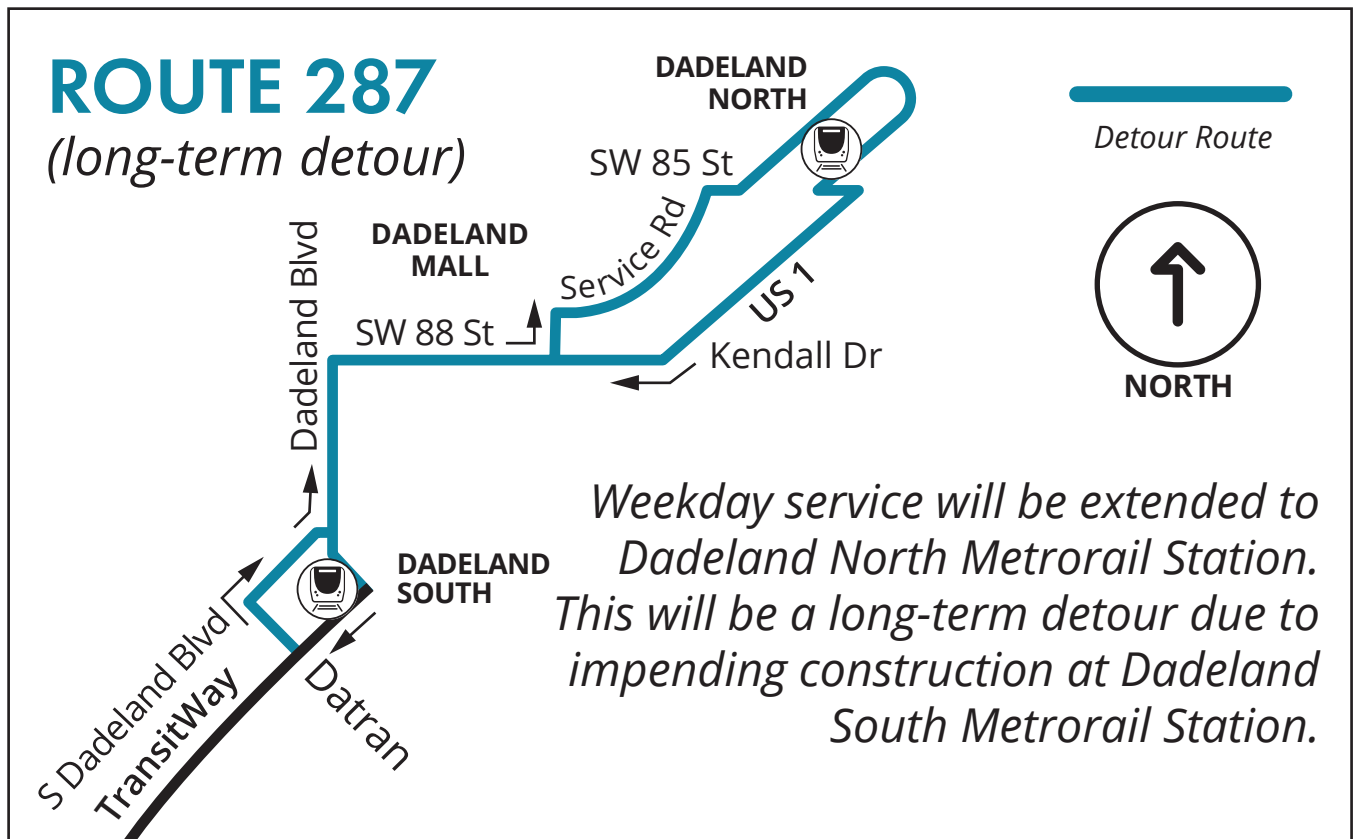 ROUTE 287
(long-term detour)
DADELAND
NORTH
Detour Route
SW 85 St
DADELAND
MALL
Dadeland Blvd
Service Rd
US 1
SW 88 St
Kendall Dr
NORTH
Weekday service will be extended to
Dadeland North Metrorail Station.
This will be a long-term detour due to
impending construction at Dadeland
South Metrorail Station.
DADELAND
SOUTH
S Dadeland Blvd
TransitWay
Datran